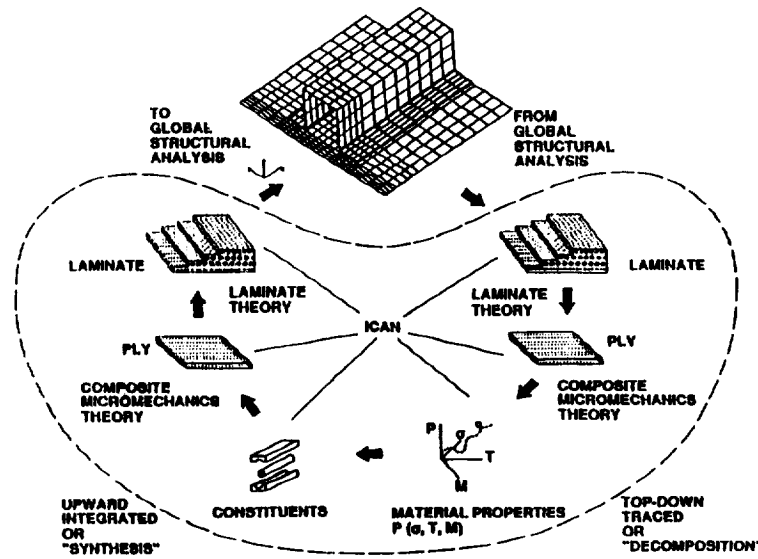 TO
GLOBAL
STRUCTURAL
ANALYSIS
FROM
GLOBAL
STRUCTURAL
ANALYSIS
LAMINATE
LAMINATE
THEORY
LAMINATE
LAMINATE
THEORY
ICAN
PLY
PLY
COMPOSITE
MICROMECHANICS
THEORY
COMPOSITE
MICROMECHANICS
THEORY
P
σ
T
M
CONSTITUENTS
MATERIAL PROPERTIES
P (σ, T, M)
UPWARD
INTEGRATED
OR
"SYNTHESIS"
TOP-DOWN
TRACED
OR
"DECOMPOSITION"